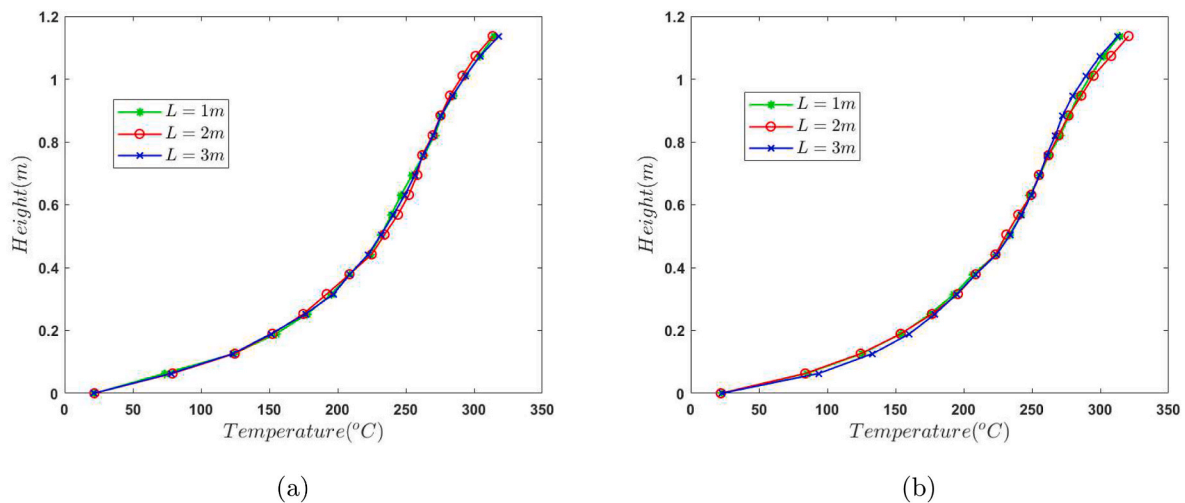 1.2
1
0.8
0.6
0.4
0.2
0
Height(m)
L = 1m
L = 2m
L = 3m
0 50 100 150 200 250 300 350
Temperature(°C)
(a)
1.2
1
0.8
0.6
0.4
0.2
0
Height(m)
L = 1m
L = 2m
L = 3m
0 50 100 150 200 250 300 350
Temperature(°C)
(b)